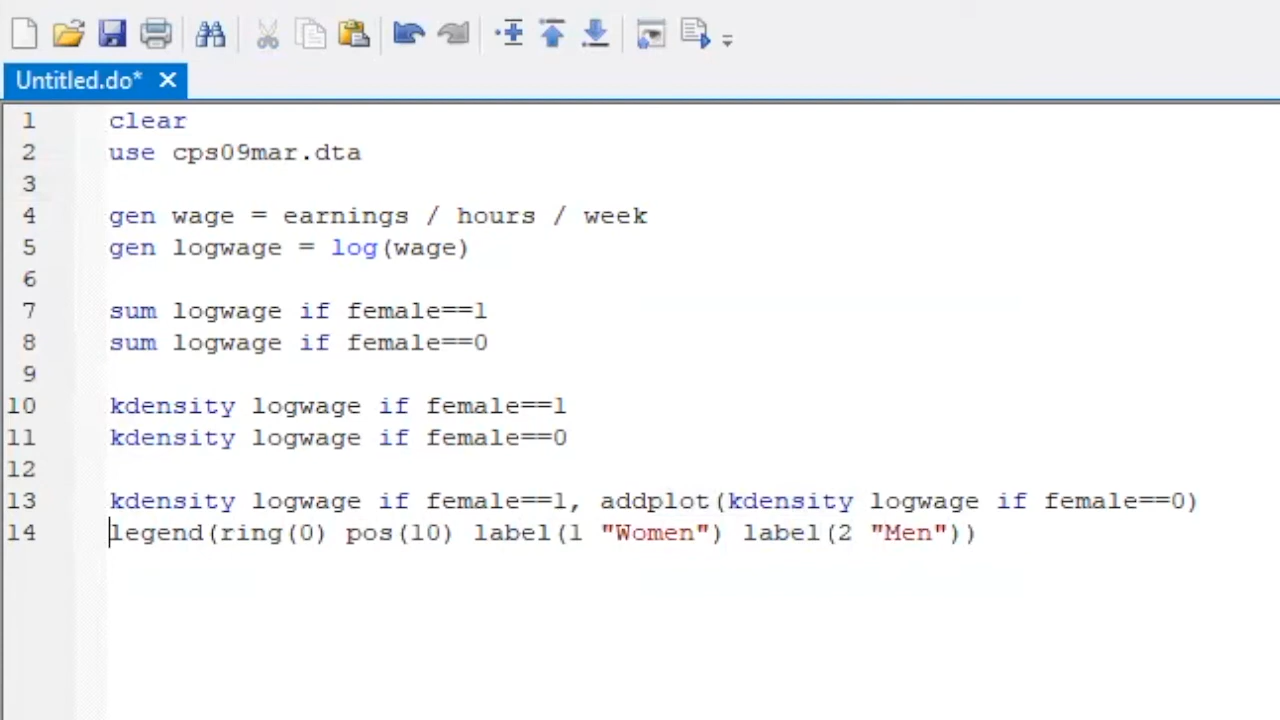 Untitled.do*
1 clear
2 use cps09mar.dta
3
4 gen wage = earnings / hours / week
5 gen logwage = log(wage)
6
7 sum logwage if female==1
8 sum logwage if female==0
9
10 kdensity logwage if female==1
11 kdensity logwage if female==0
12
13 kdensity logwage if female==1, addplot(kdensity logwage if female==0)
14 legend(ring(0) pos(10) label(1 "Women") label(2 "Men"))